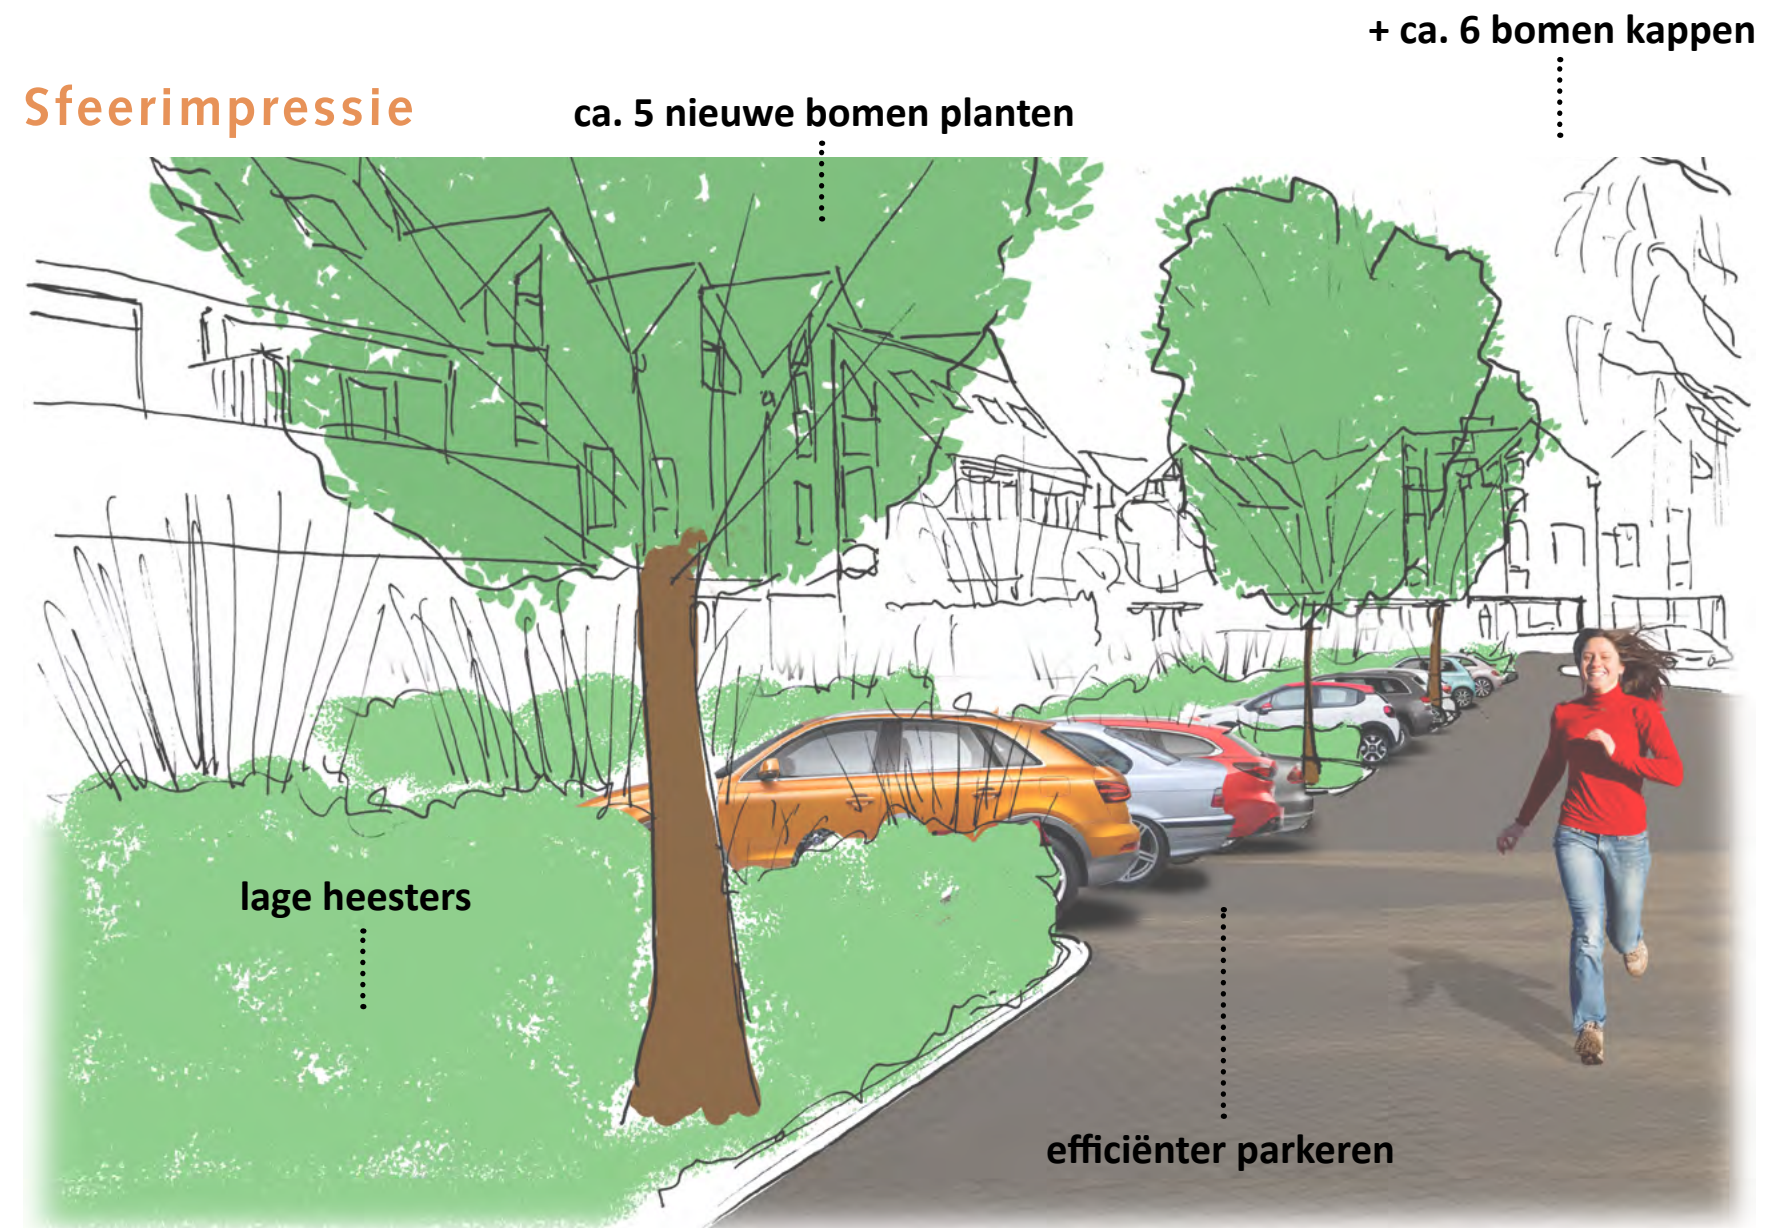 + ca. 6 bomen kappen
Sfeerimpressie
ca. 5 nieuwe bomen planten
lage heesters
efficiënter parkeren